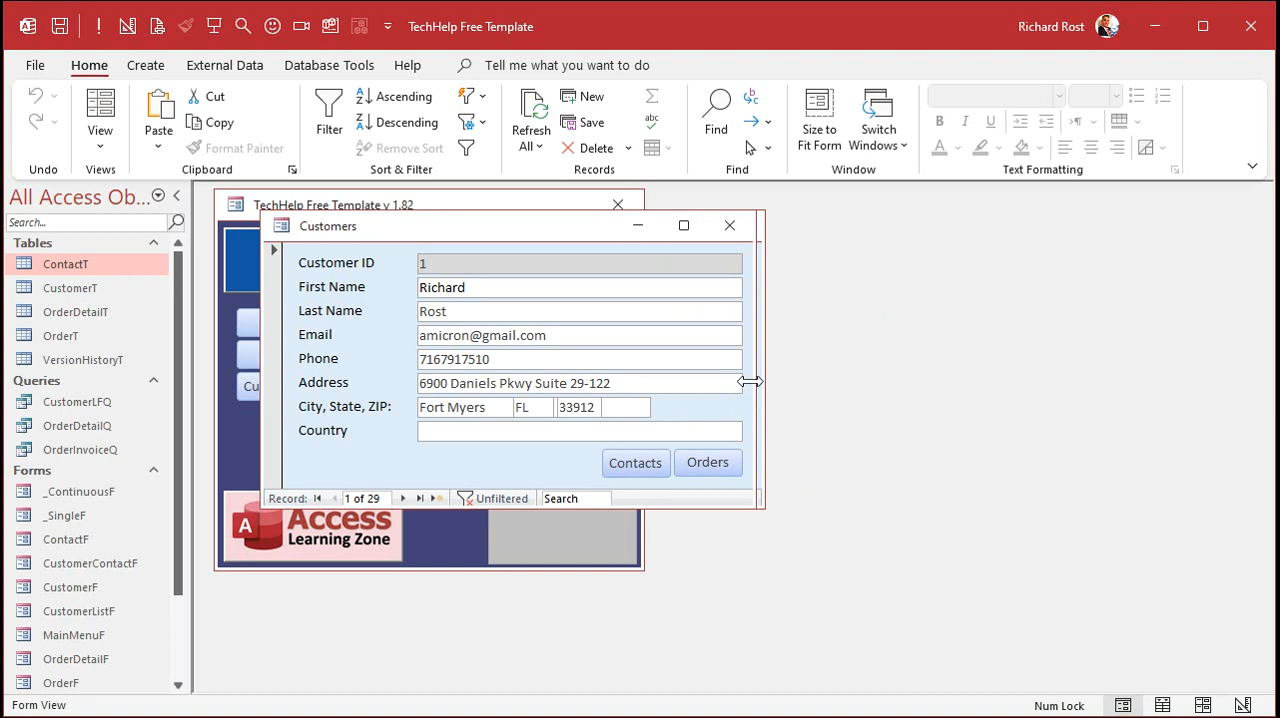 TechHelp Free Template
Richard Rost
File Home Create External Data Database Tools Help Tell me what you want to do
Undo
View
Views
Paste
Cut
Copy
Format Painter
Clipboard
Filter
Ascending
Descending
Remove Sort
Sort & Filter
Refresh All
New
Save
Delete
Records
Find
Find
Size to Fit Form
Switch Windows
Window
B I U
A
Text Formatting
All Access Ob...
Search...
Tables
ContactT
CustomerT
OrderDetailT
OrderT
VersionHistoryT
Queries
CustomerLFQ
OrderDetailQ
OrderInvoiceQ
Forms
_ContinuousF
_SingleF
ContactF
CustomerContactF
CustomerF
CustomerListF
MainMenuF
OrderDetailF
OrderF
TechHelp Free Template v 1.82
Cu
Customers
Customer ID 1
First Name Richard
Last Name Rost
Email amicron@gmail.com
Phone 7167917510
Address 6900 Daniels Pkwy Suite 29-122
City, State, ZIP: Fort Myers FL 33912
Country
Contacts Orders
Record: 1 of 29 Unfiltered Search
A Access
Learning Zone
Form View
Num Lock